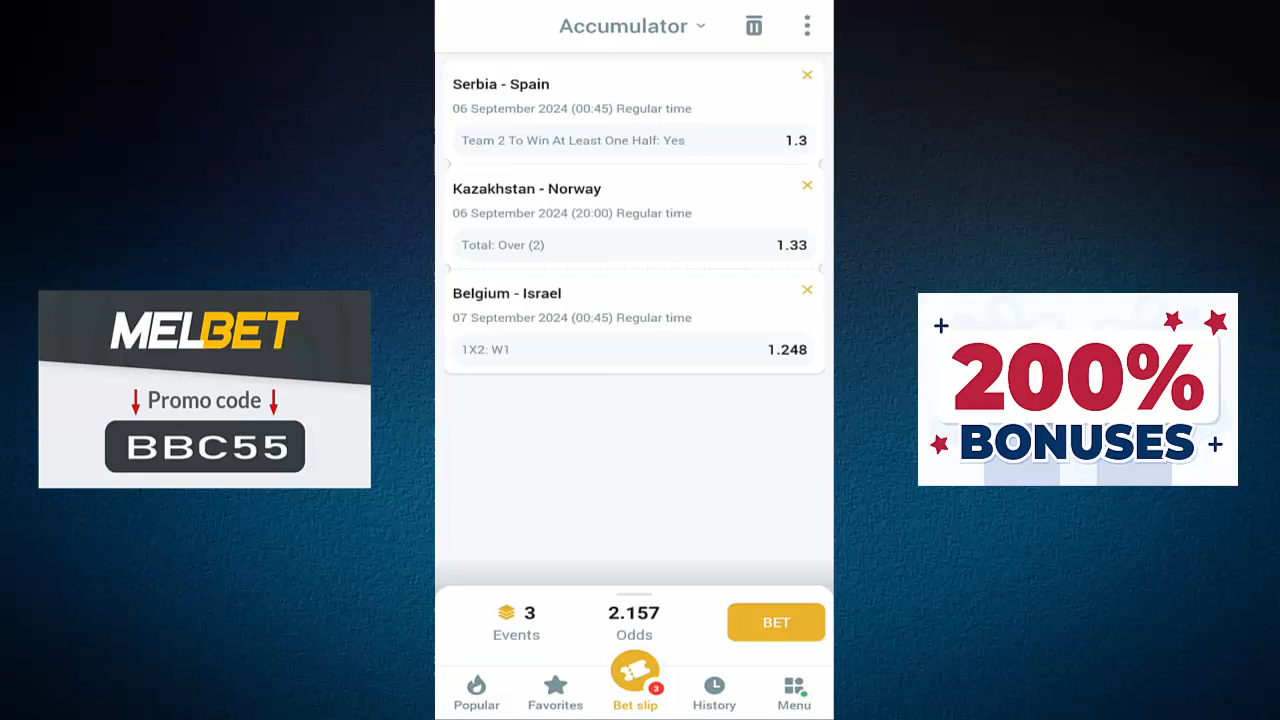 Accumulator
Serbia - Spain
06 September 2024 (00:45) Regular time
Team 2 To Win At Least One Half: Yes 1.3
Kazakhstan - Norway
06 September 2024 (20:00) Regular time
Total: Over (2) 1.33
Belgium - Israel
07 September 2024 (00:45) Regular time
1X2: W1 1.248
3 2.157 BET
Events Odds
3
Popular Favorites Bet slip History Menu
MELBET
Promo code
BBC55
200%
BONUSES